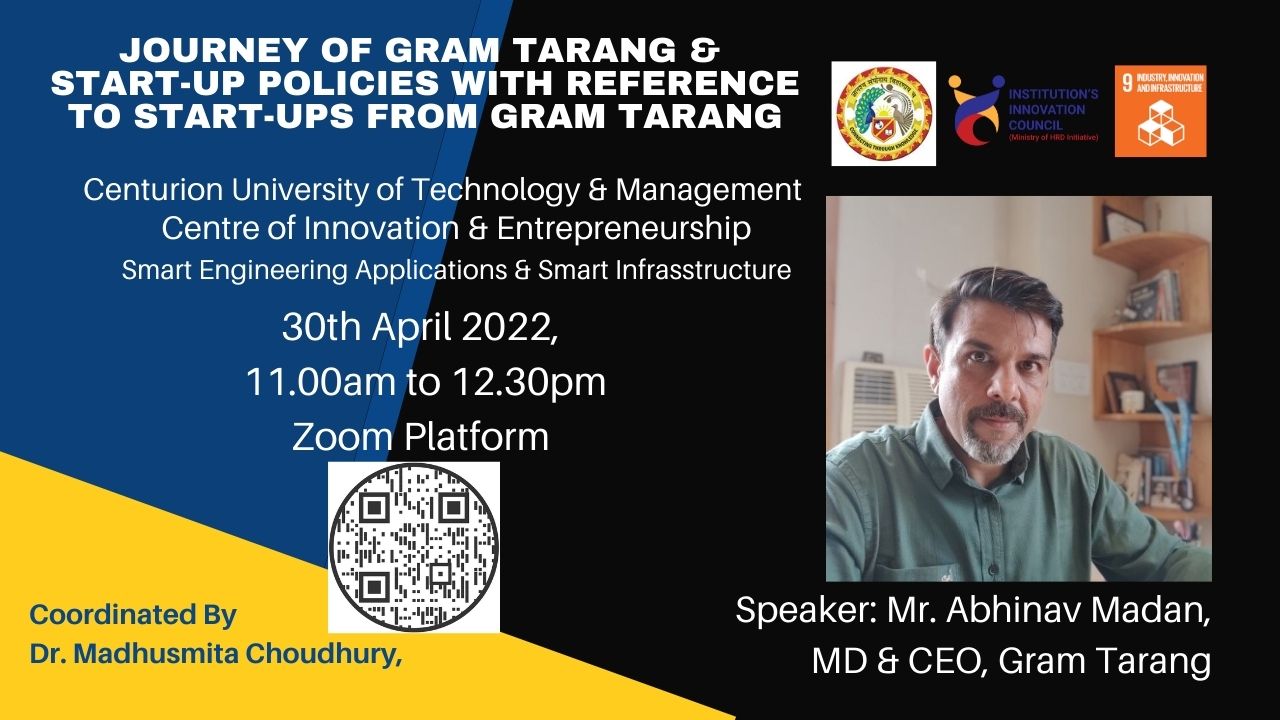 JOURNEY OF GRAM TARANG &
START-UP POLICIES WITH REFERENCE
TO START-UPS FROM GRAM TARANG
Centurion University of Technology & Management
Centre of Innovation & Entrepreneurship
Smart Engineering Applications & Smart Infrasstructure
30th April 2022,
11.00am to 12.30pm
Zoom Platform
Coordinated By
Dr. Madhusmita Choudhury,
INSTITUTION'S
INNOVATION
COUNCIL
(Ministry of HRD Initiative)
9 INDUSTRY, INNOVATION
AND INFRASTRUCTURE
Speaker: Mr. Abhinav Madan,
MD & CEO, Gram Tarang